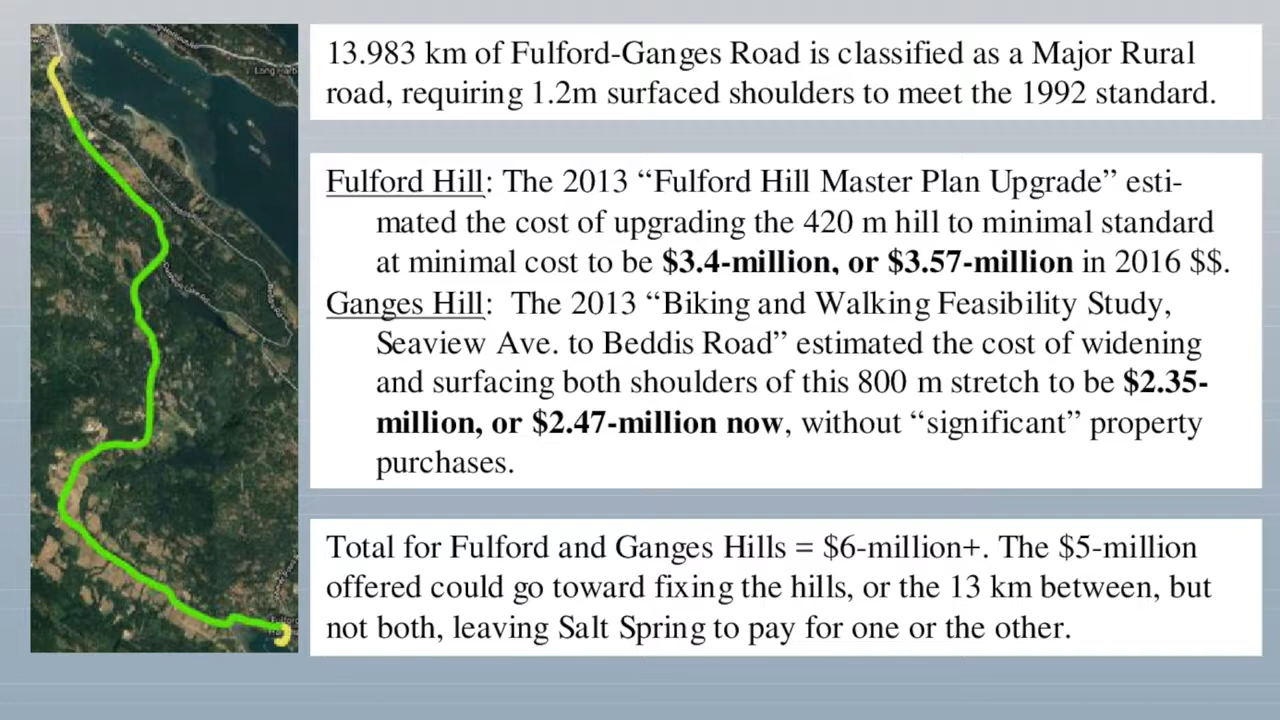 Long Harb
13.983 km of Fulford-Ganges Road is classified as a Major Rural
road, requiring 1.2m surfaced shoulders to meet the 1992 standard.
Fulford Hill: The 2013 “Fulford Hill Master Plan Upgrade” esti-
mated the cost of upgrading the 420 m hill to minimal standard
at minimal cost to be $3.4-million, or $3.57-million in 2016 $$.
Ganges Hill: The 2013 “Biking and Walking Feasibility Study,
Seaview Ave. to Beddis Road” estimated the cost of widening
and surfacing both shoulders of this 800 m stretch to be $2.35-
million, or $2.47-million now, without “significant” property
purchases.
Fulford
Total for Fulford and Ganges Hills = $6-million+. The $5-million
offered could go toward fixing the hills, or the 13 km between, but
not both, leaving Salt Spring to pay for one or the other.